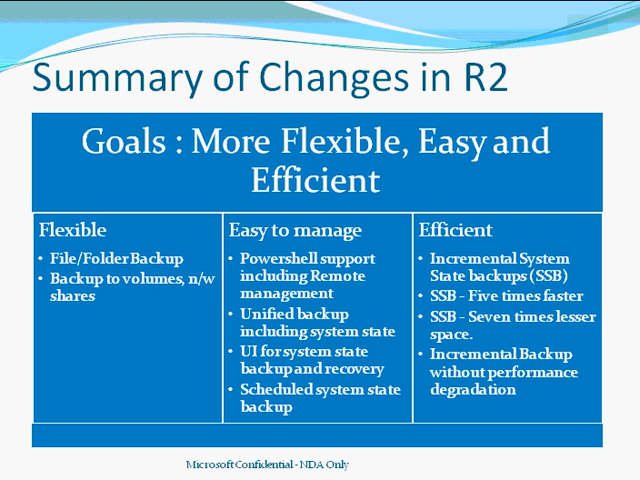 Summary of Changes in R2
Goals : More Flexible, Easy and
Efficient
Flexible
• File/Folder Backup
• Backup to volumes, n/w
shares
Easy to manage
• Powershell support
including Remote
management
• Unified backup
including system state
• UI for system state
backup and recovery
• Scheduled system state
backup
Efficient
• Incremental System
State backups (SSB)
• SSB - Five times faster
• SSB - Seven times lesser
space.
• Incremental Backup
without performance
degradation
Microsoft Confidential - NDA Only